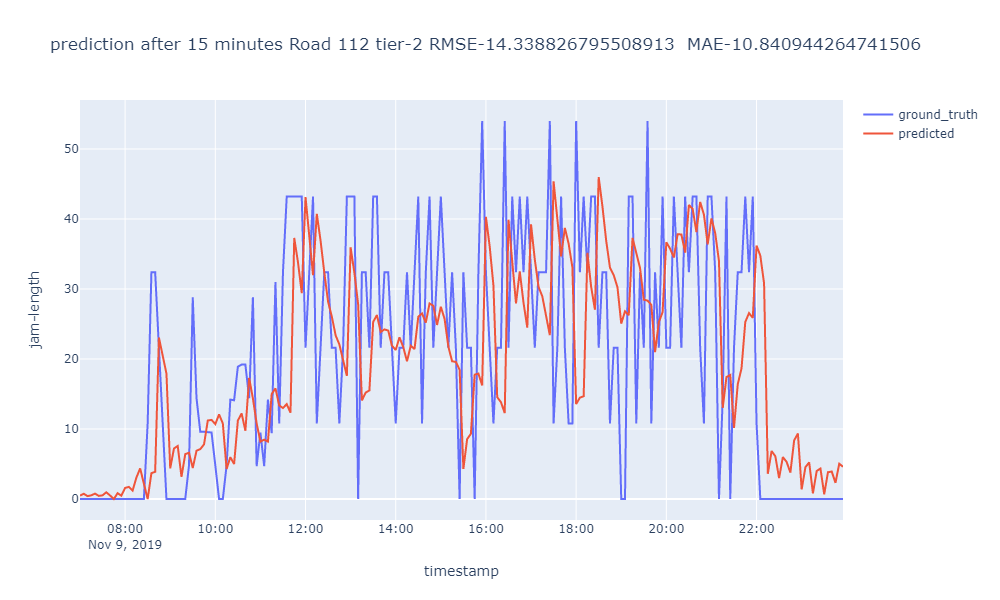 prediction after 15 minutes Road 112 tier-2 RMSE-14.338826795508913  MAE-10.840944264741506
ground_truth
predicted
50
40
30
20
10
0
jam-length
08:00 10:00 12:00 14:00 16:00 18:00 20:00 22:00
Nov 9, 2019
timestamp